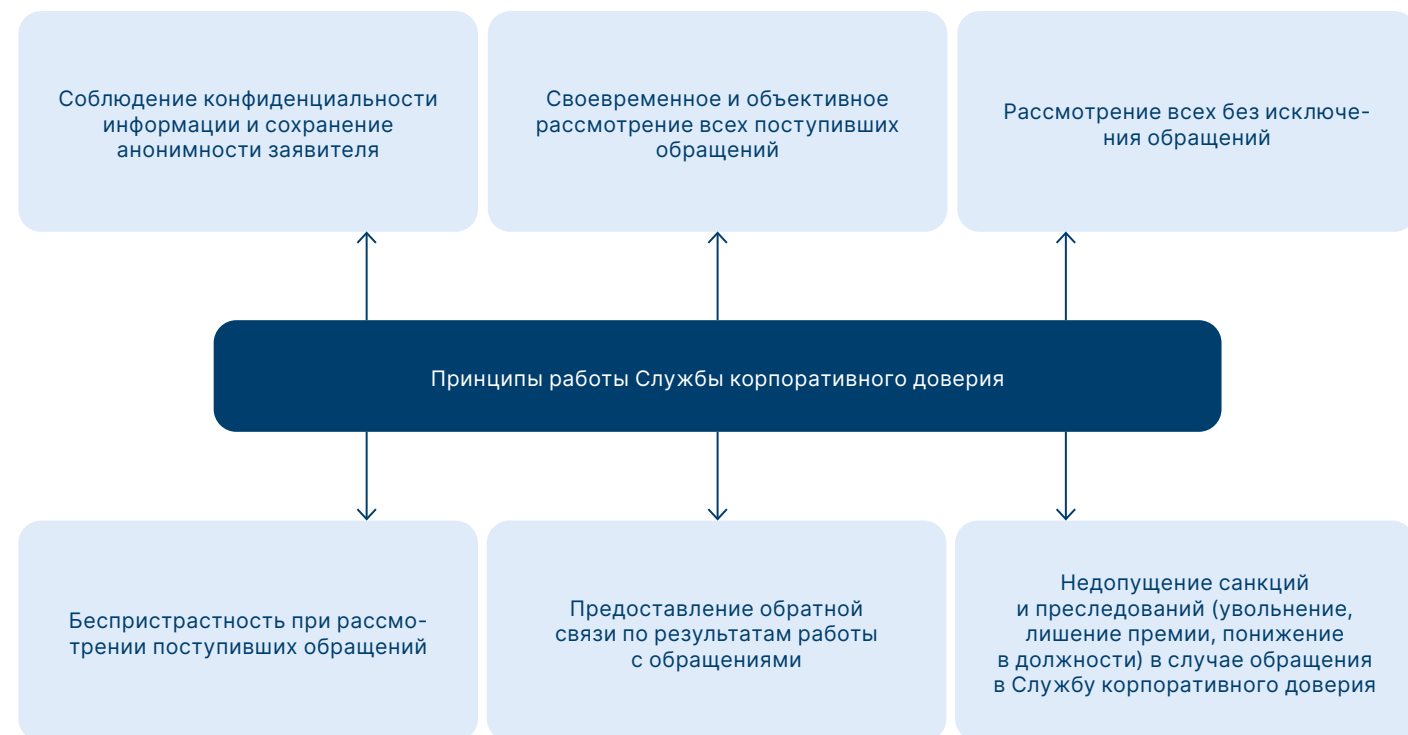 Соблюдение конфиденциальности
информации и сохранение
анонимности заявителя
Своевременное и объективное
рассмотрение всех поступивших
обращений
Рассмотрение всех без исключе-
ния обращений
Принципы работы Службы корпоративного доверия
Беспристрастность при рассмо-
трении поступивших обращений
Предоставление обратной
связи по результатам работы
с обращениями
Недопущение санкций
и преследований (увольнение,
лишение премии, понижение
в должности) в случае обращения
в Службу корпоративного доверия